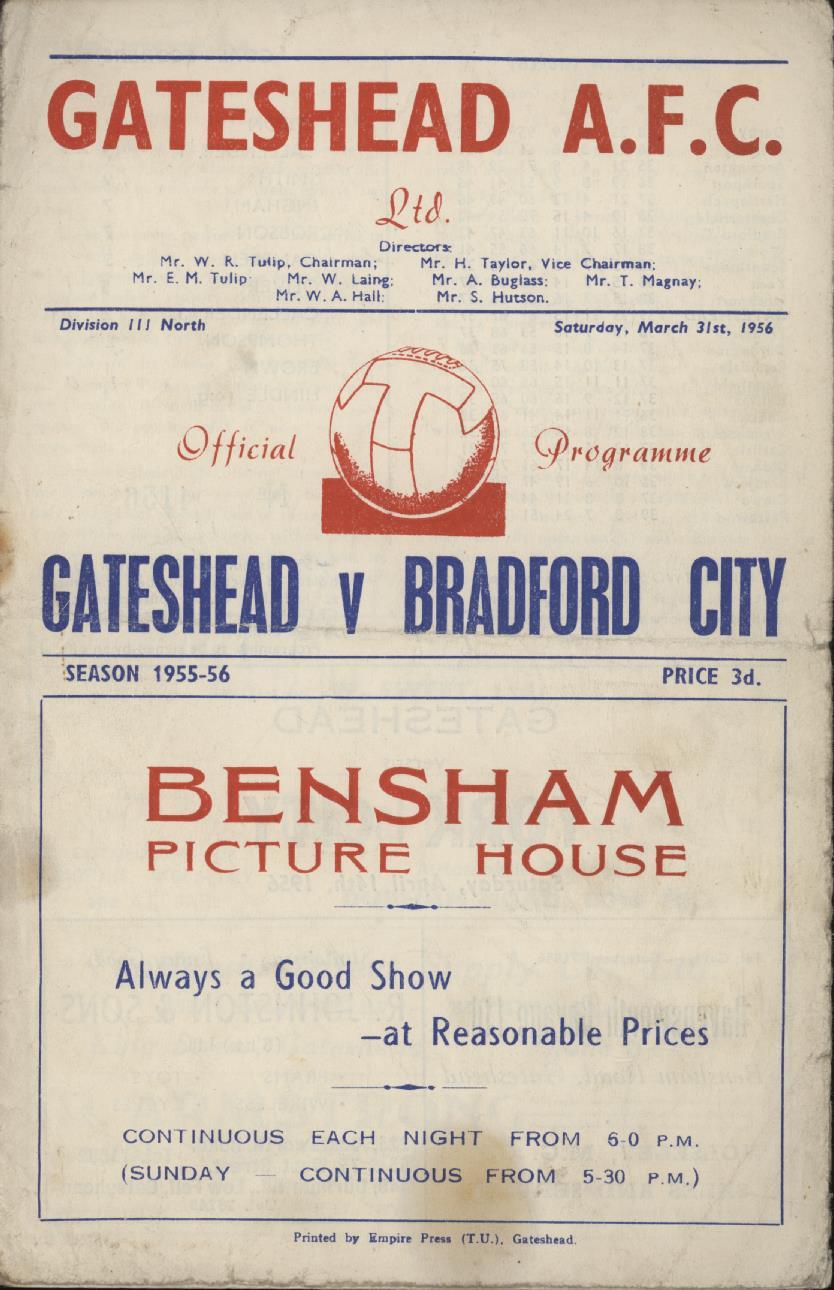 GATESHEAD A.F.C.
Ltd.
Directors:
Mr. W. R. Tulip, Chairman; Mr. H. Taylor, Vice Chairman;
Mr. E. M. Tulip; Mr. W. Laing; Mr. A. Buglass; Mr. T. Magnay;
Mr. W. A. Hall; Mr. S. Hutson.
Division III North Saturday, March 31st, 1956
Official Programme
GATESHEAD v BRADFORD CITY
SEASON 1955-56 PRICE 3d.
BENSHAM
PICTURE HOUSE
Always a Good Show
—at Reasonable Prices
CONTINUOUS EACH NIGHT FROM 6-0 P.M.
(SUNDAY — CONTINUOUS FROM 5-30 P.M.)
Printed by Empire Press (T.U.), Gateshead.